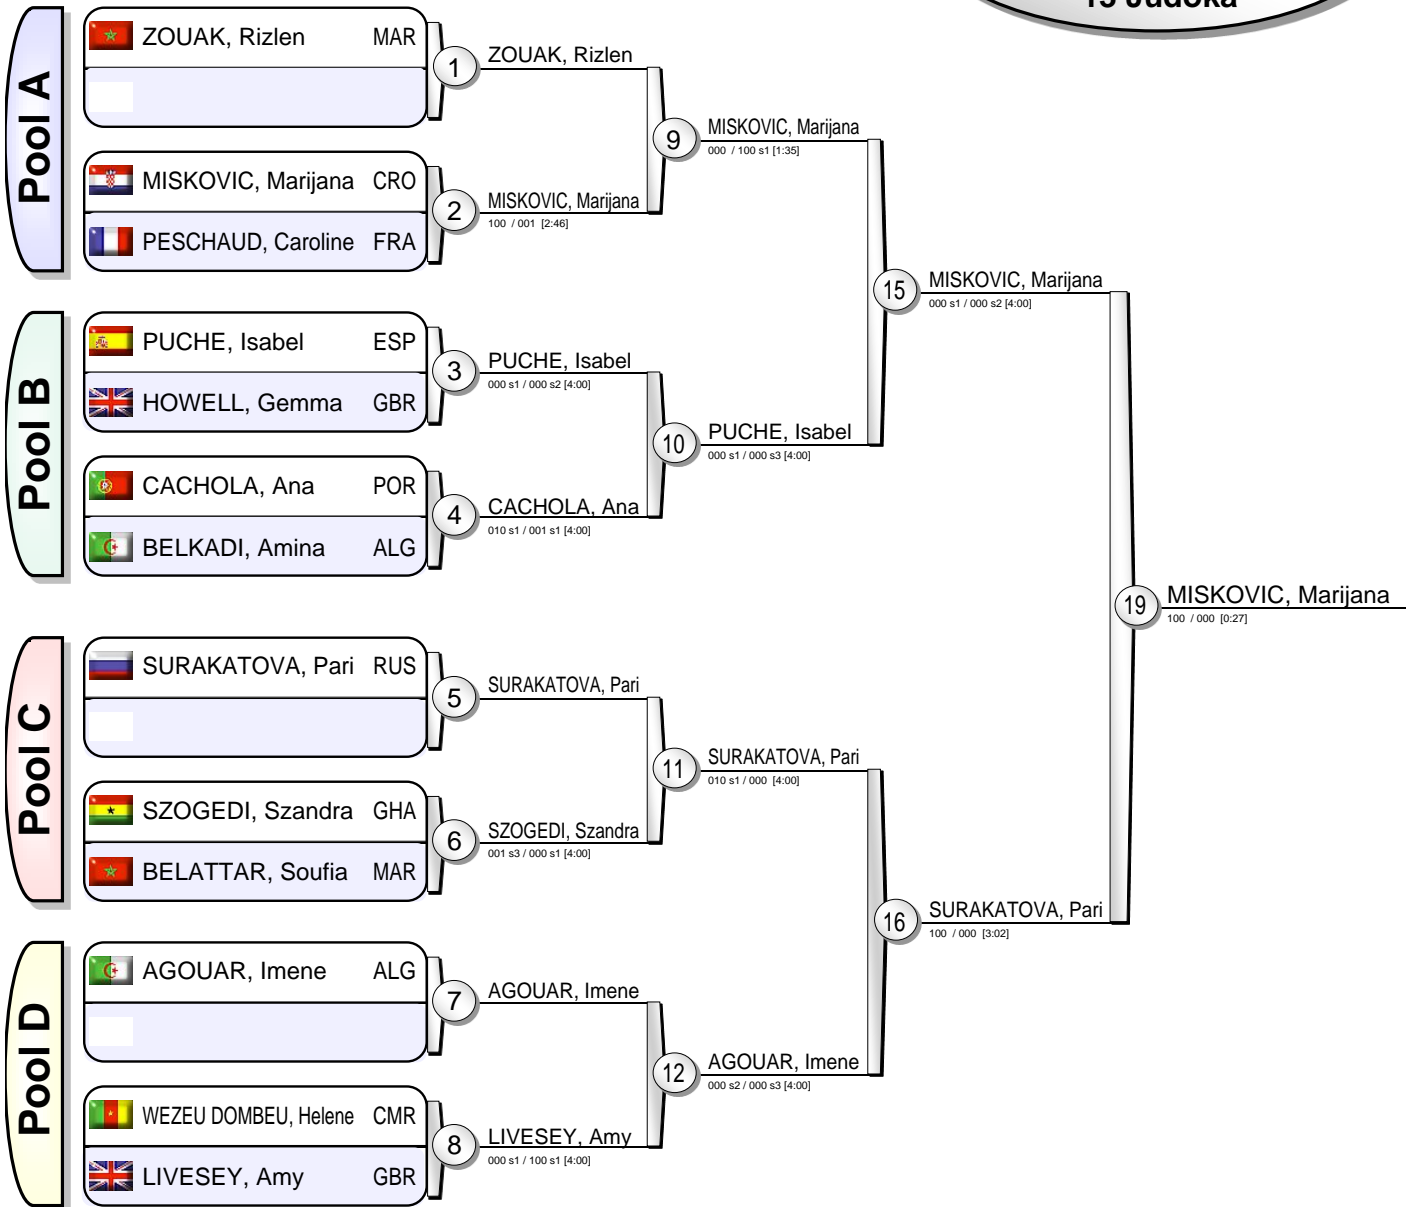 13 Judoka
Pool A
ZOUAK, Rizlen MAR
MISKOVIC, Marijana CRO
PESCHAUD, Caroline FRA
1
ZOUAK, Rizlen
2
MISKOVIC, Marijana
100 / 001 [2:46]
9
MISKOVIC, Marijana
000 / 100 s1 [1:35]
Pool B
PUCHE, Isabel ESP
HOWELL, Gemma GBR
CACHOLA, Ana POR
BELKADI, Amina ALG
3
PUCHE, Isabel
000 s1 / 000 s2 [4:00]
4
CACHOLA, Ana
010 s1 / 001 s1 [4:00]
10
PUCHE, Isabel
000 s1 / 000 s3 [4:00]
15
MISKOVIC, Marijana
000 s1 / 000 s2 [4:00]
Pool C
SURAKATOVA, Pari RUS
SZOGEDI, Szandra GHA
BELATTAR, Soufia MAR
5
SURAKATOVA, Pari
6
SZOGEDI, Szandra
001 s3 / 000 s1 [4:00]
11
SURAKATOVA, Pari
010 s1 / 000 [4:00]
Pool D
AGOUAR, Imene ALG
WEZEU DOMBEU, Helene CMR
LIVESEY, Amy GBR
7
AGOUAR, Imene
8
LIVESEY, Amy
000 s1 / 100 s1 [4:00]
12
AGOUAR, Imene
000 s2 / 000 s3 [4:00]
16
SURAKATOVA, Pari
100 / 000 [3:02]
19
MISKOVIC, Marijana
100 / 000 [0:27]